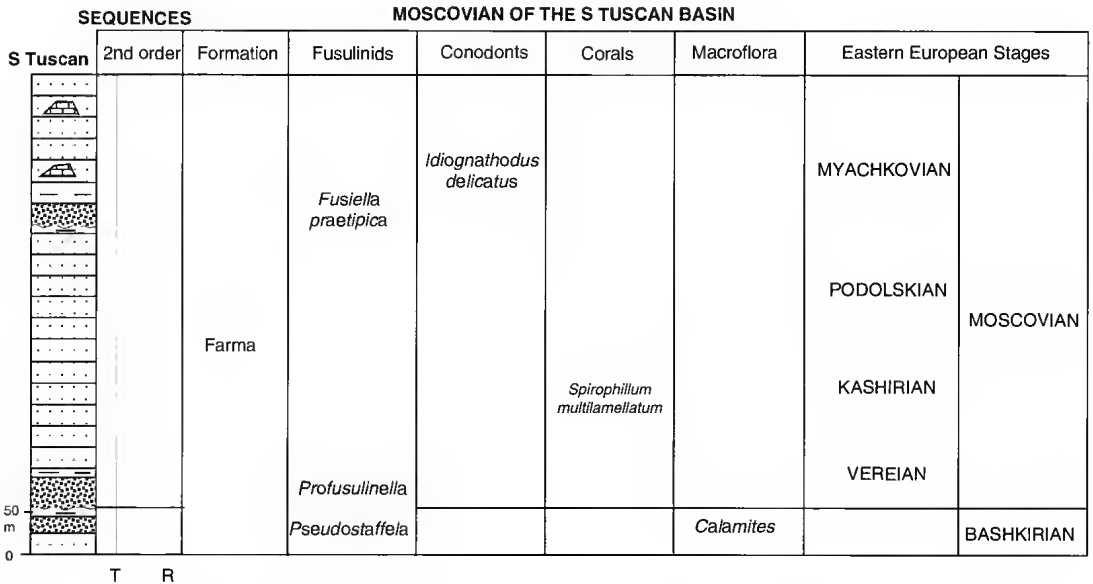 SEQUENCES
MOSCOVIAN OF THE S TUSCAN BASIN
S Tuscan
2nd order
Formation
Fusulinids
Conodonts
Corals
Macroflora
Eastern European Stages
Idiognathodus
delicatus
MYACHKOVIAN
Fusiella
praetipica
PODOLSKIAN
MOSCOVIAN
Farma
Spirophillum
multilamellatum
KASHIRIAN
VEREIAN
Profusulinella
50
m
0
Pseudostaffela
Calamites
BASHKIRIAN
T R